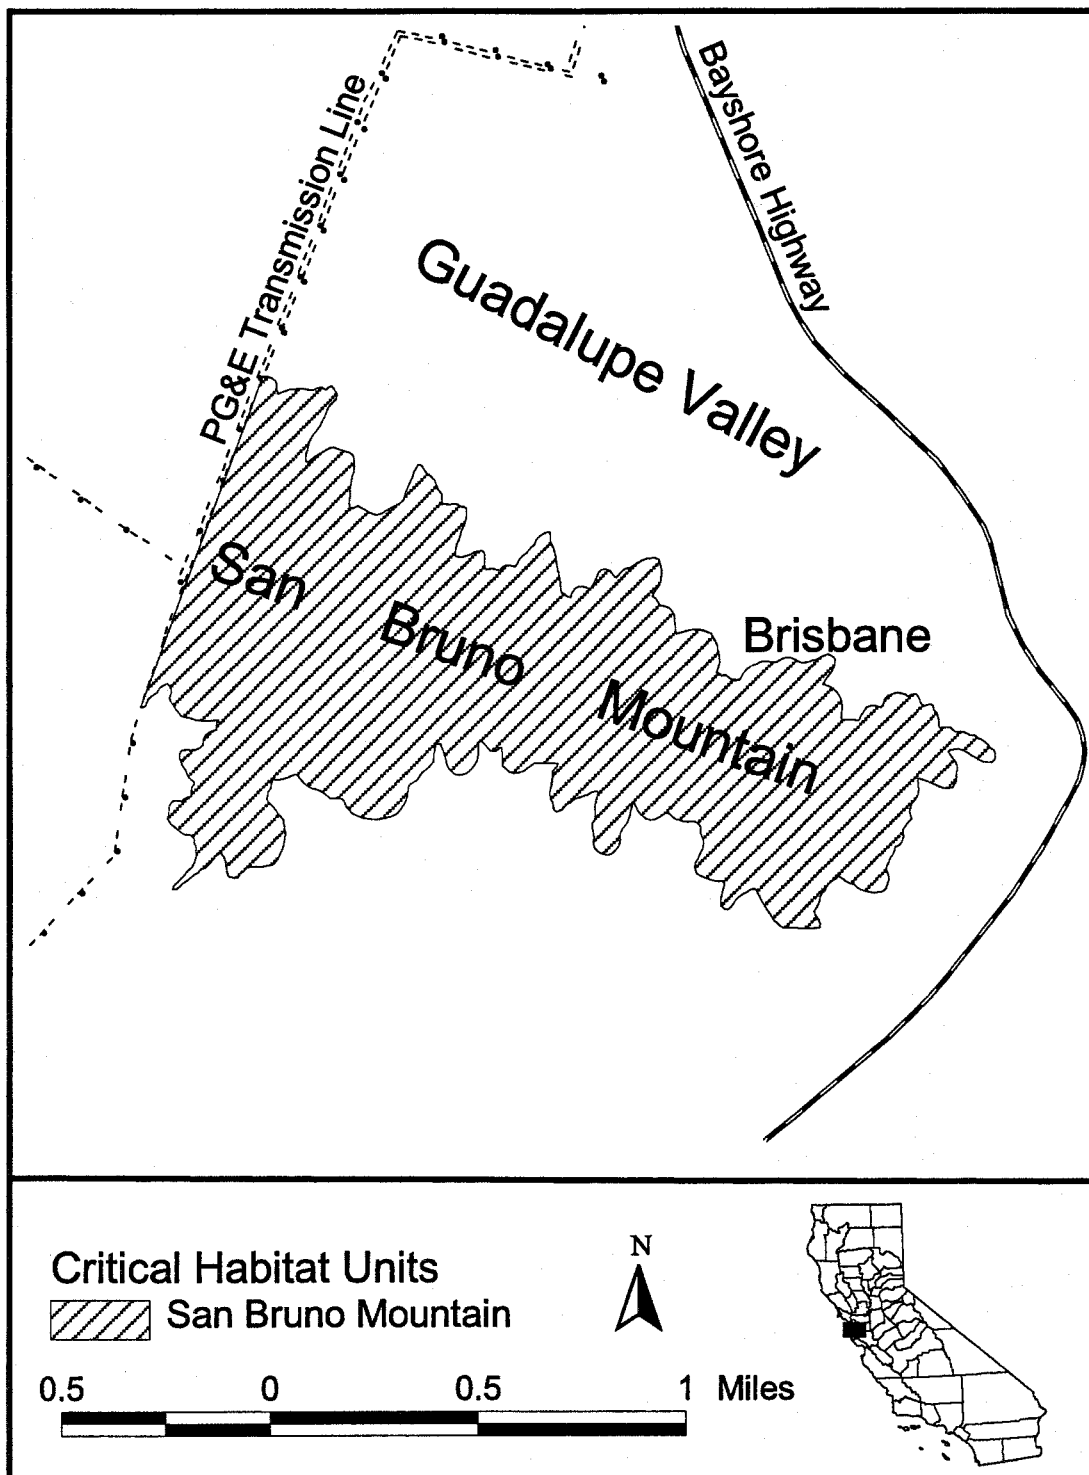 PG&E Transmission Line
Bayshore Highway
Guadalupe Valley
San Bruno Mountain
Brisbane
Critical Habitat Units
San Bruno Mountain
N
0.5 0 0.5 1 Miles